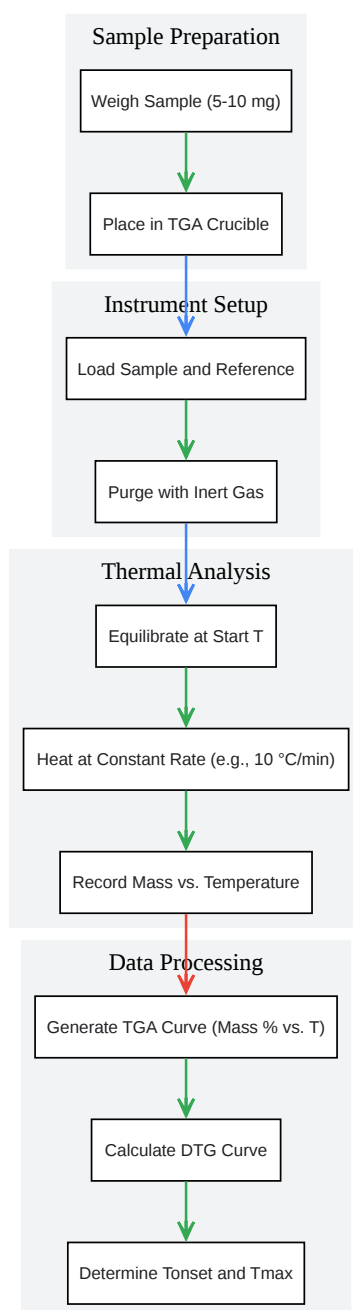 Sample Preparation
Weigh Sample (5-10 mg)
Place in TGA Crucible
Instrument Setup
Load Sample and Reference
Purge with Inert Gas
Thermal Analysis
Equilibrate at Start T
Heat at Constant Rate (e.g., 10 °C/min)
Record Mass vs. Temperature
Data Processing
Generate TGA Curve (Mass % vs. T)
Calculate DTG Curve
Determine Tonset and Tmax